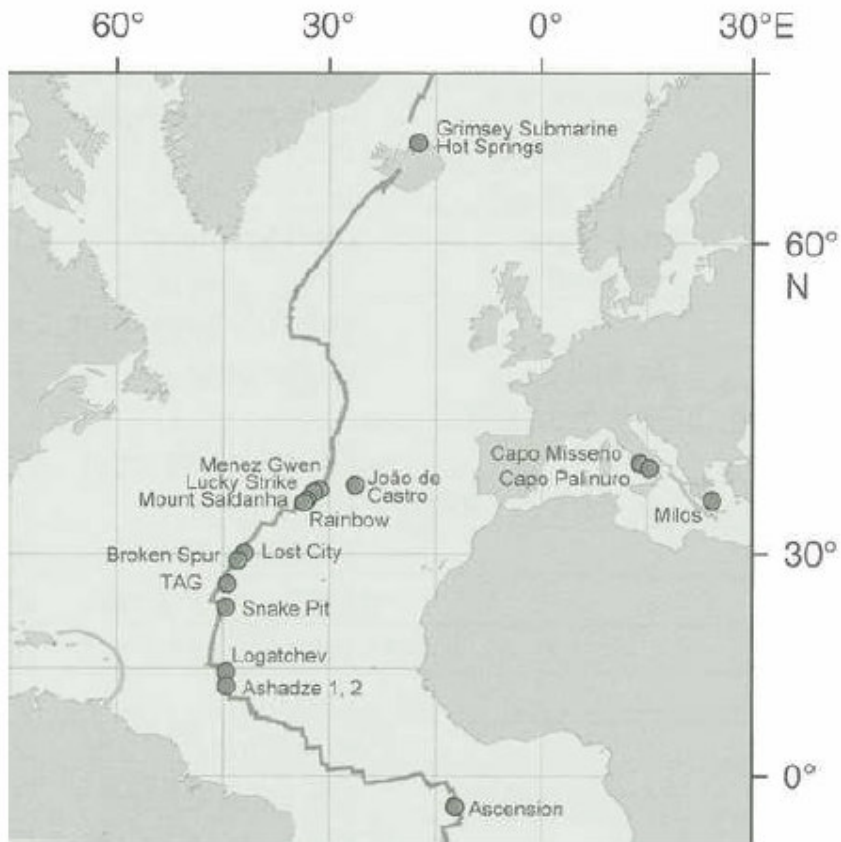 60° 30° 0° 30°E
Grimsey Submarine
Hot Springs
60°
N
Menez Gwen
Lucky Strike
Mount Saldanha
Rainbow
João de
Castro
Capo Misseno
Capo Palinuro
Milos
Broken Spur
Lost City
30°
TAG
Snake Pit
Logatchev
Ashadze 1, 2
0°
Ascension